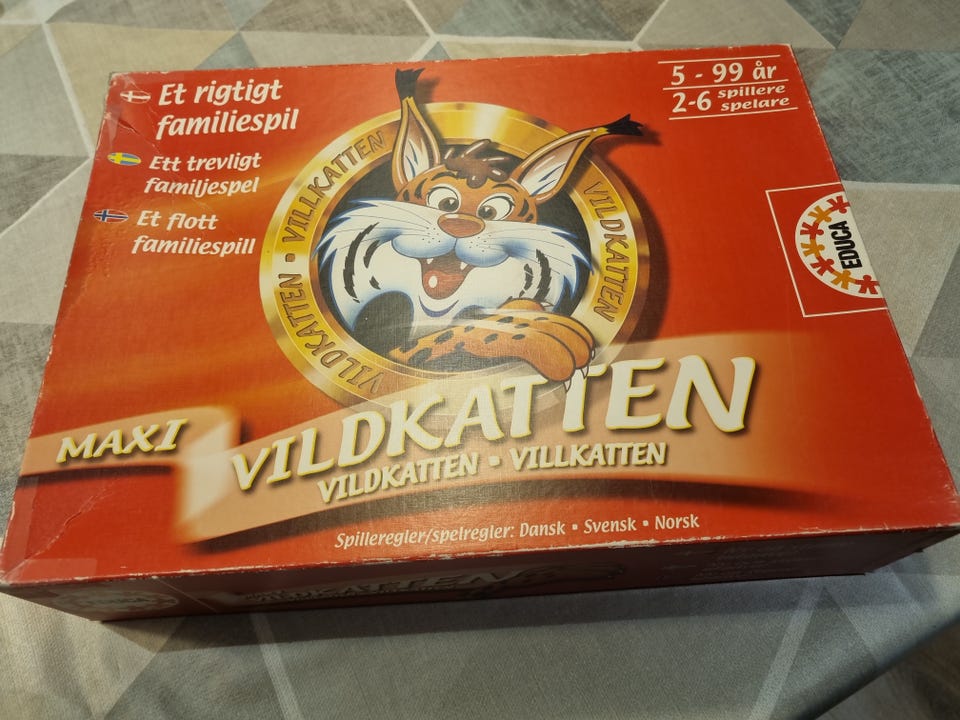 Et rigtigt
familiespil
Ett trevligt
familjespel
Et flott
familiespill
5 - 99 år
2-6 spillere
spelare
VILDKATTEN • VILLKATTEN
VILDKATTEN
EDUCA
MAXI
VILDKATTEN
VILDKATTEN • VILLKATTEN
Spilleregler/spelregler: Dansk • Svensk • Norsk